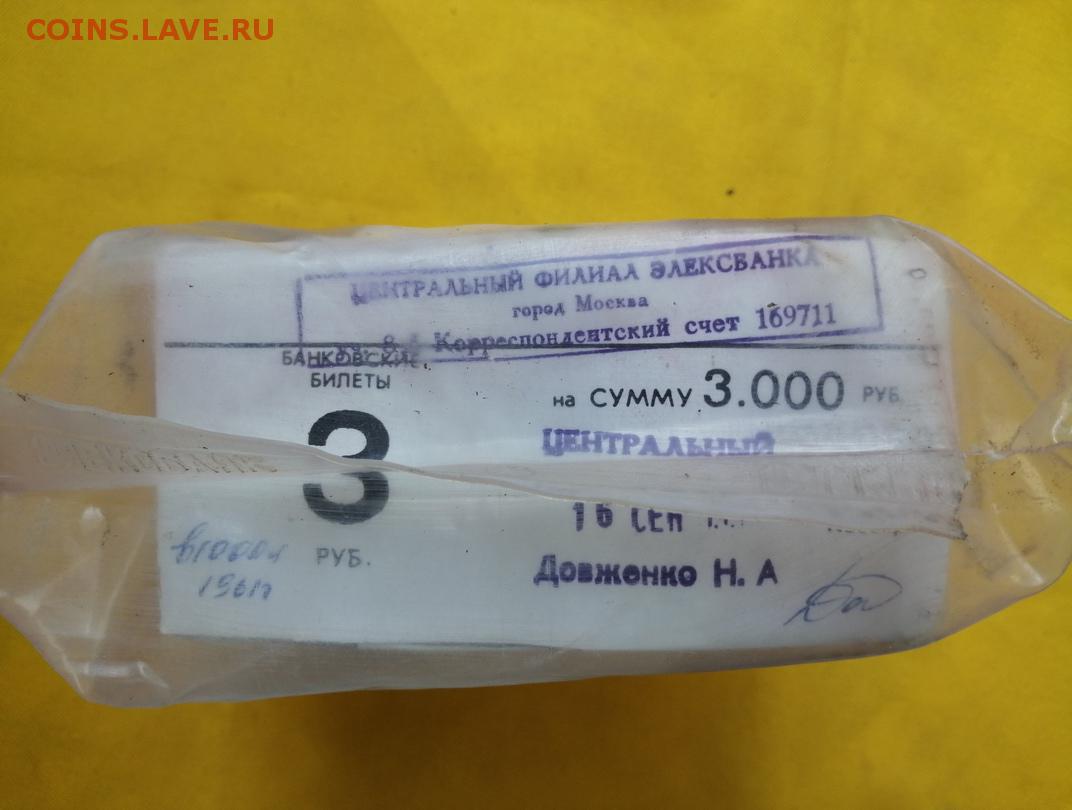 COINS.LAVE.RU
ЦЕНТРАЛЬНЫЙ ФИЛИАЛ ЭЛЕКСБАНКА
город Москва
Корреспондентский счет 169711
БАНКОВСКИЕ
БИЛЕТЫ
3
РУБ.
на СУММУ 3.000 РУБ.
ЦЕНТРАЛЬНЫЙ
16 СЕН
Довженко Н. А
1961г